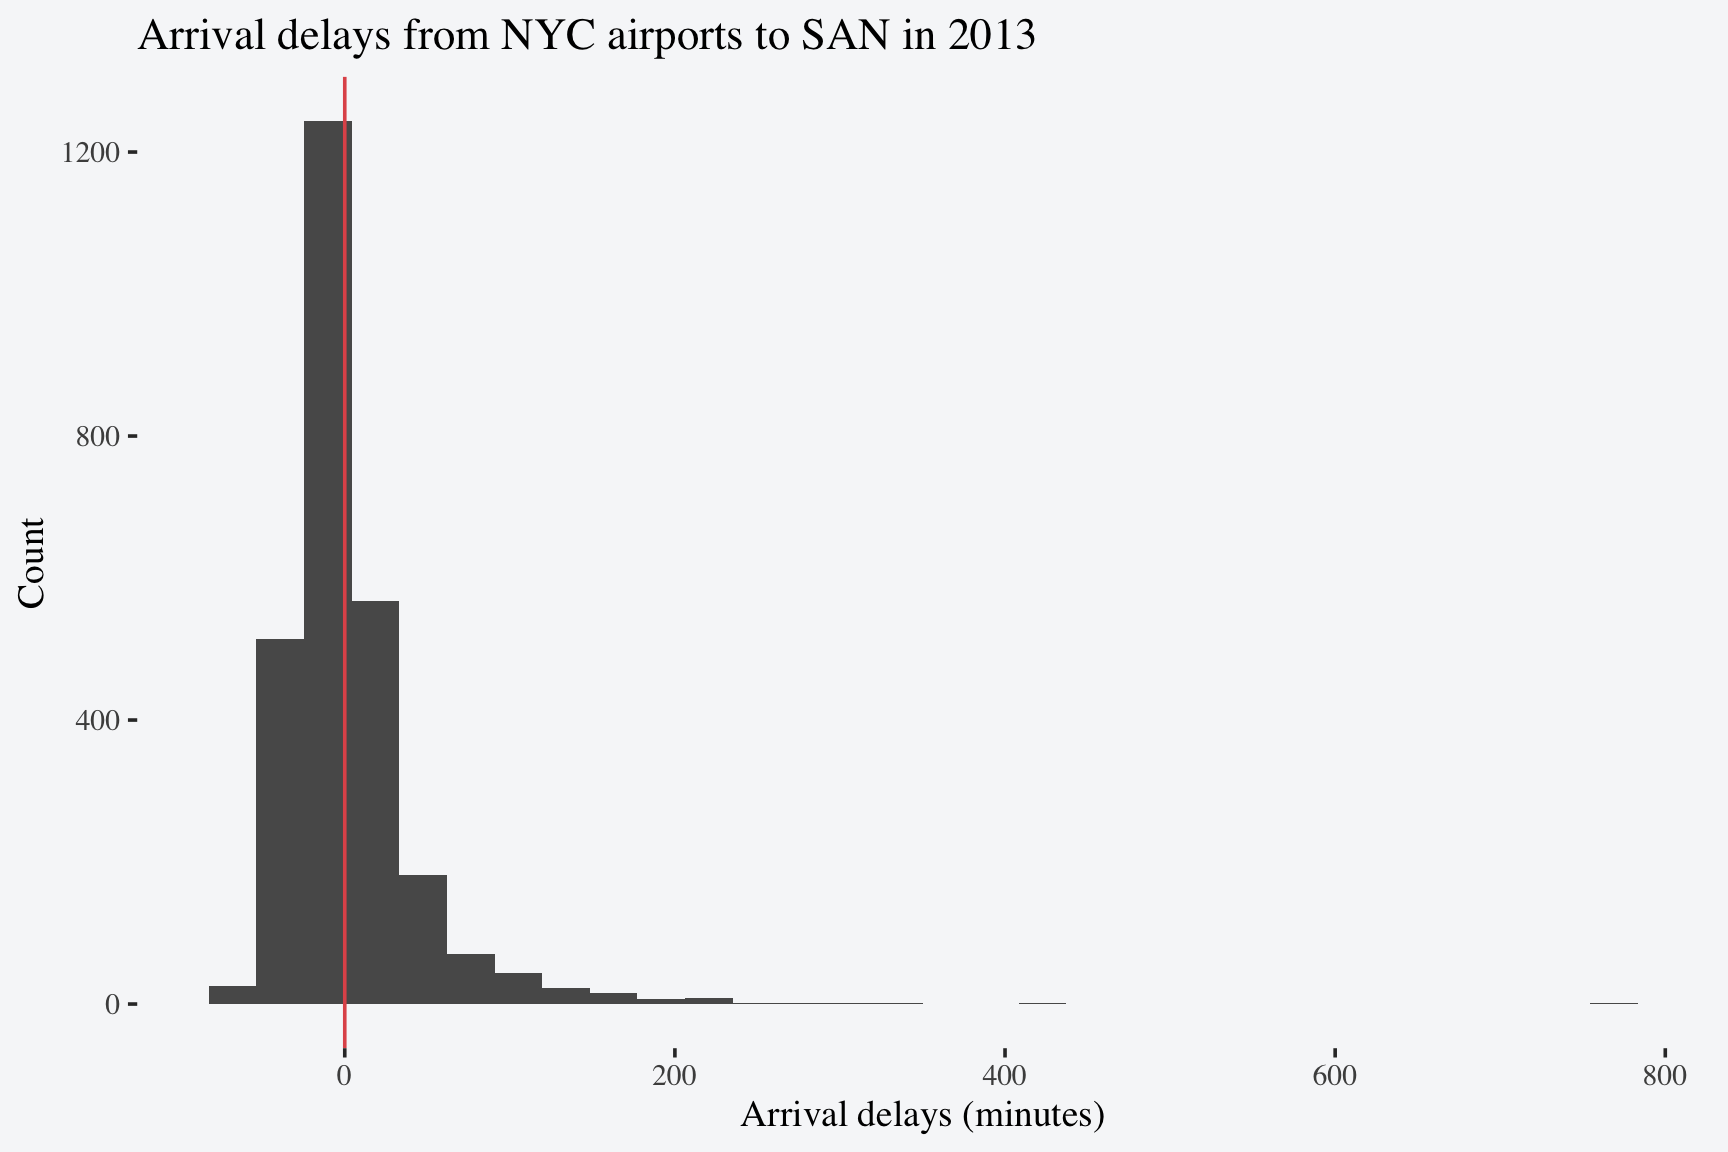 Arrival delays from NYC airports to SAN in 2013
1200
800
400
0
Count
0 200 400 600 800
Arrival delays (minutes)